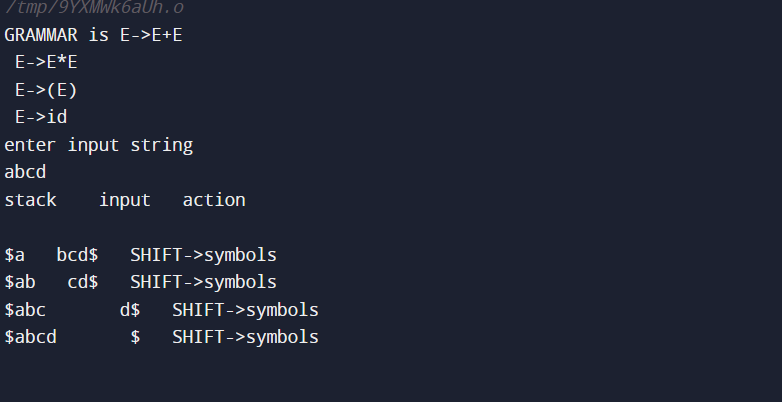 /tmp/9YXMWk6aUh.o
GRAMMAR is E->E+E
E->E*E
E->(E)
E->id
enter input string
abcd
stack input action
$a bcd$ SHIFT->symbols
$ab cd$ SHIFT->symbols
$abc d$ SHIFT->symbols
$abcd $ SHIFT->symbols